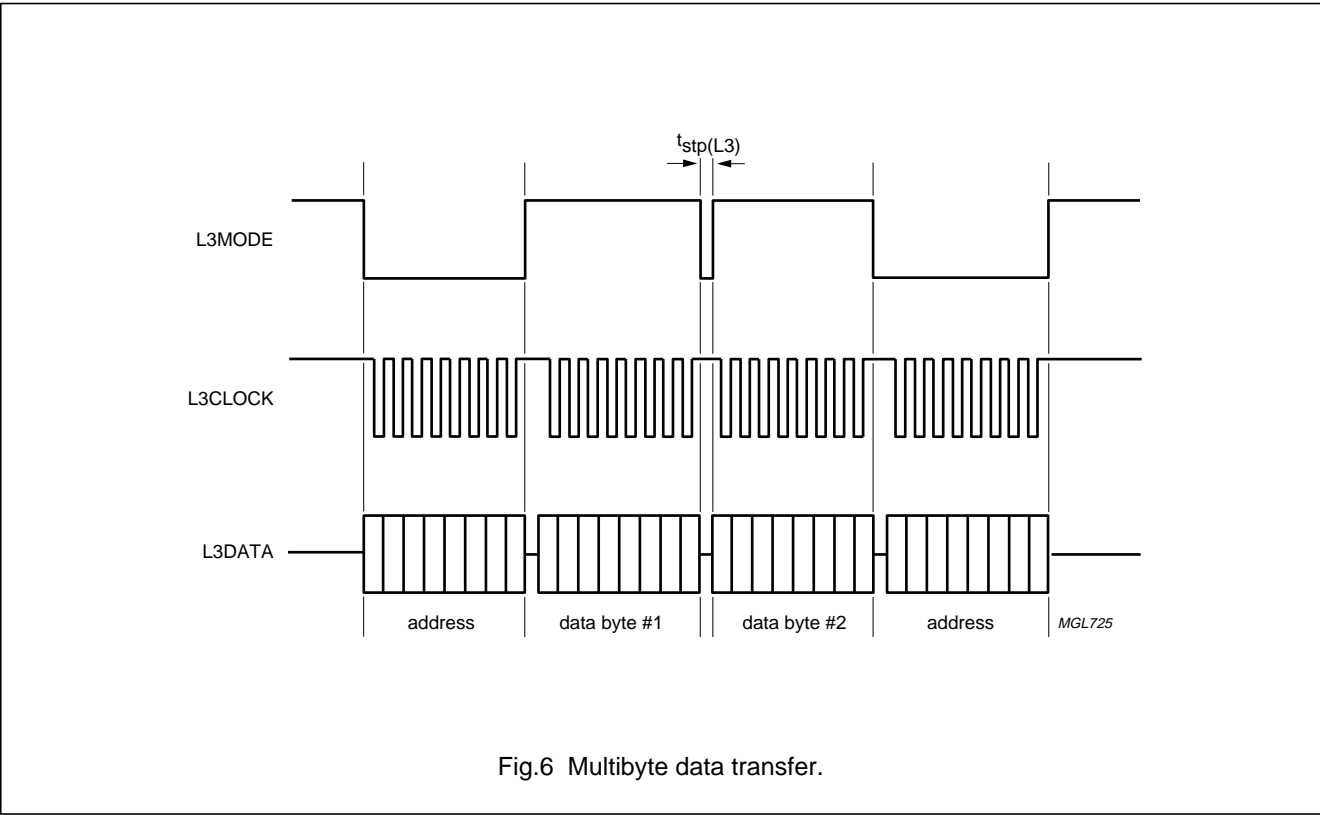 tstp(L3)
L3MODE
L3CLOCK
L3DATA
address data byte #1 data byte #2 address MGL725
Fig.6 Multibyte data transfer.